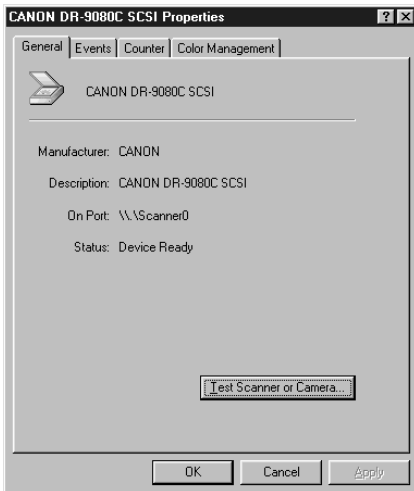 CANON DR-9080C SCSI Properties ? X
General Events Counter Color Management
CANON DR-9080C SCSI
Manufacturer: CANON
Description: CANON DR-9080C SCSI
On Port: \\.\Scanner0
Status: Device Ready
Test Scanner or Camera...
OK Cancel Apply